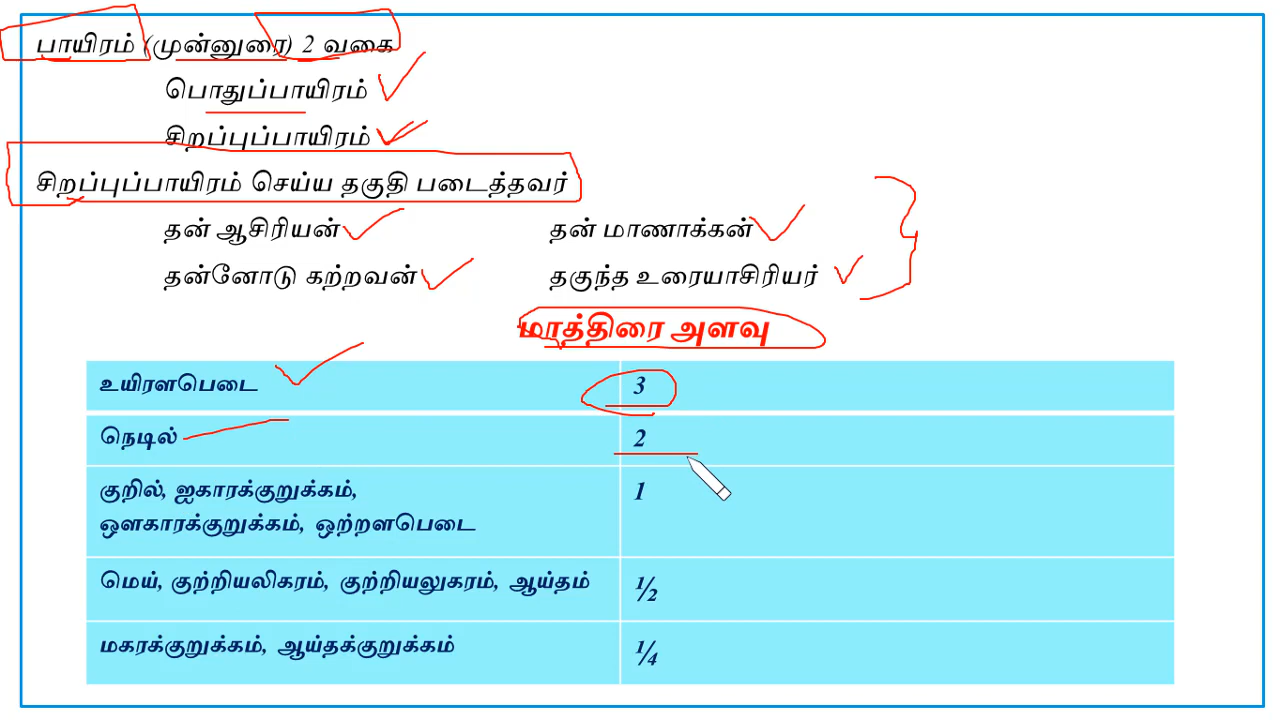 பாயிரம் (முன்னுரை) 2 வகை
பொதுப்பாயிரம்
சிறப்புப்பாயிரம்
சிறப்புப்பாயிரம் செய்ய தகுதி படைத்தவர்
தன் ஆசிரியன் தன் மாணாக்கன்
தன்னோடு கற்றவன் தகுந்த உரையாசிரியர்
மாத்திரை அளவு
உயிரளபெடை 3
நெடில் 2
குறில், ஐகாரக்குறுக்கம், 1
ஔகாரக்குறுக்கம், ஒற்றளபெடை
மெய், குற்றியலிகரம், குற்றியலுகரம், ஆய்தம் ½
மகரக்குறுக்கம், ஆய்தக்குறுக்கம் ¼